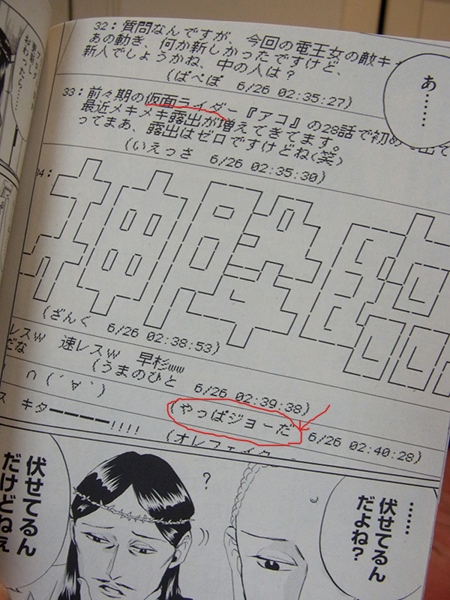 32：質問なんですが、今回の電王女の敵キャ
あの動き、何か新しかったですけど、
新人でしょうかね、中の人は？
(ばべぼ 6/26 02:35:27)
あ……
33：前々期の仮面ライダー『アコ』の28話で初め
最近メキメキ露出が増えてきてます。
ってまあ、露出はゼロですけどね(笑)
(いえっさ 6/26 02:35:30)
神
(ざんく 6/26 02:38:53)
レスｗ 速レスｗ 早杉ww
だな
(うまのひと 6/26 02:39:38)
∩(´∀｀)
(やっぱジョーだ 6/26 02:40:28)
ス キターーーー!!!!
(オレフェイク
？
……
伏せてるん
だよね？
伏せてるん
だけどねぇ